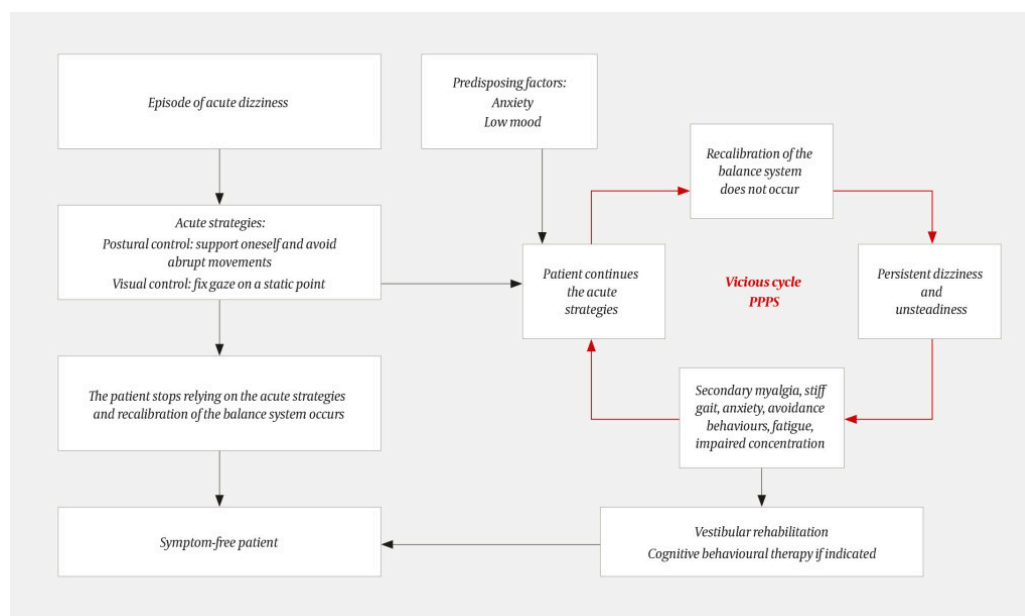 Episode of acute dizziness
Predisposing factors:
Anxiety
Low mood
Recalibration of the
balance system
does not occur
Acute strategies:
Postural control: support oneself and avoid
abrupt movements
Visual control: fix gaze on a static point
Patient continues
the acute
strategies
Vicious cycle
PPPS
Persistent dizziness
and
unsteadiness
The patient stops relying on the acute strategies
and recalibration of the balance system occurs
Secondary myalgia, stiff
gait, anxiety, avoidance
behaviours, fatigue,
impaired concentration
Symptom-free patient
Vestibular rehabilitation
Cognitive behavioural therapy if indicated